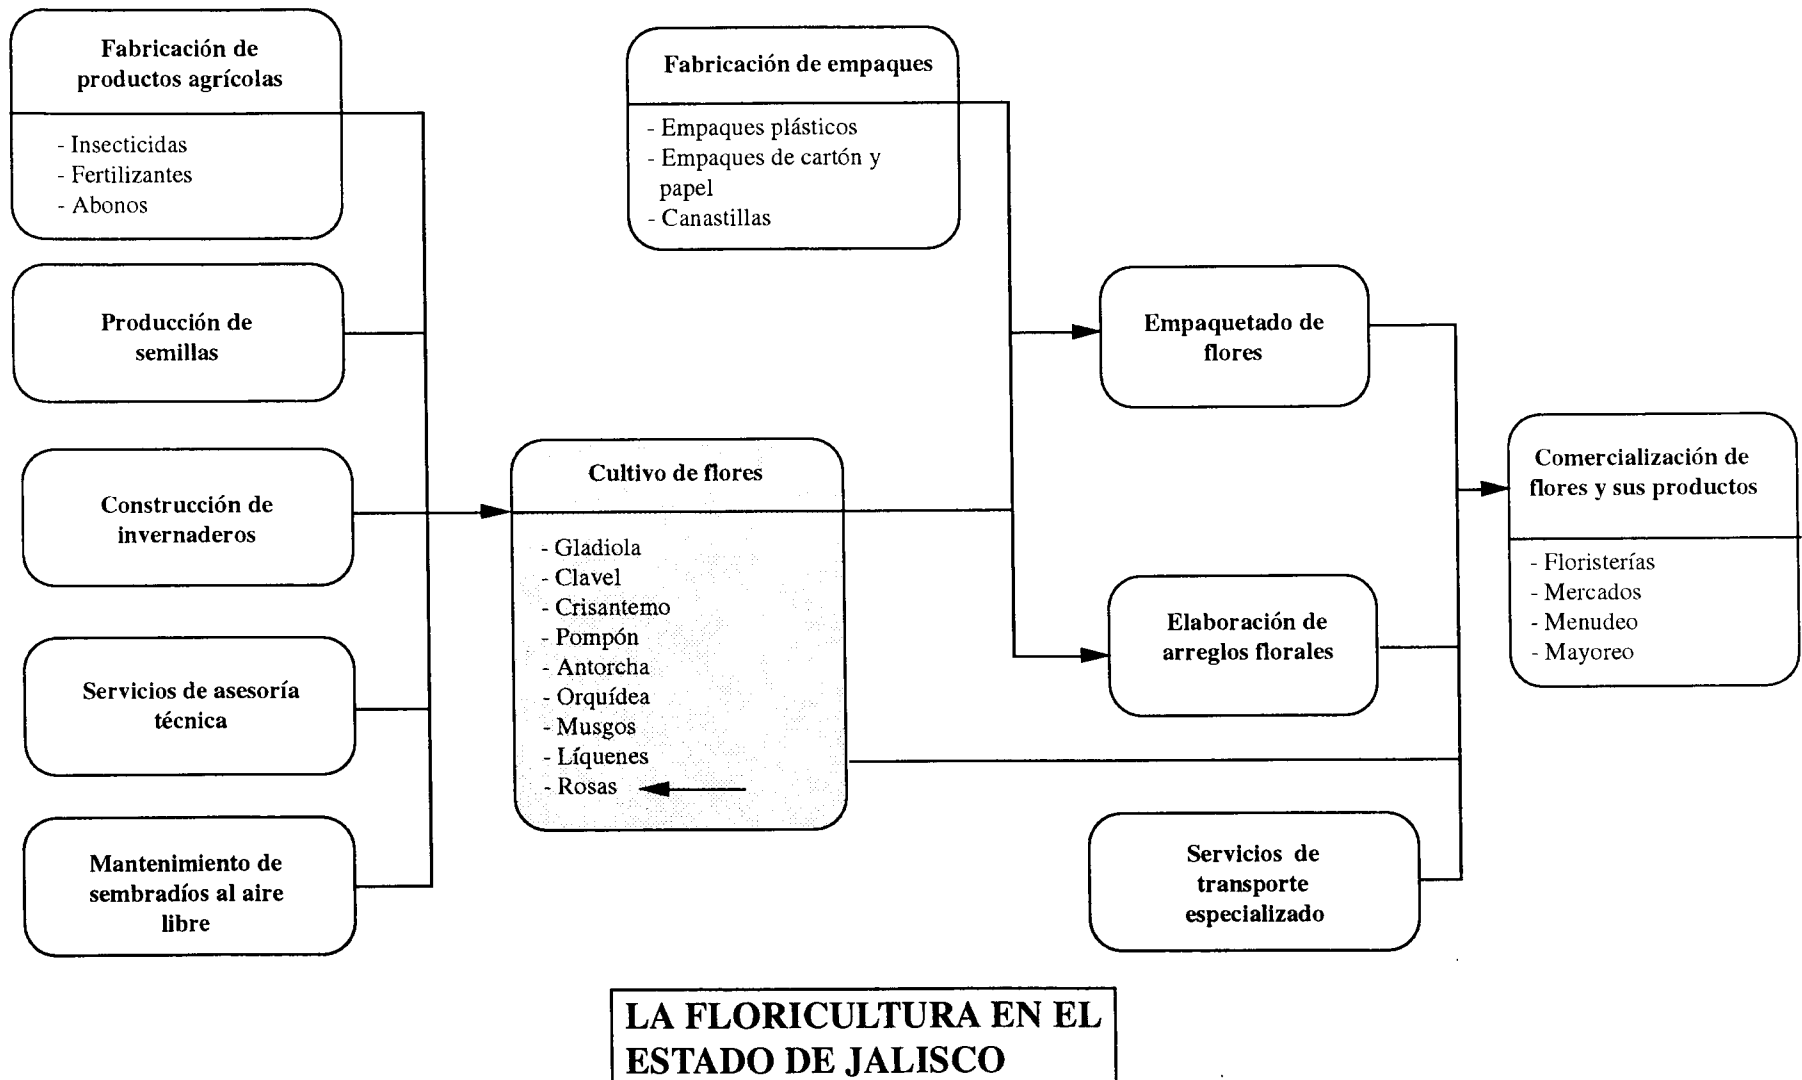 Fabricación de
productos agrícolas
- Insecticidas
- Fertilizantes
- Abonos
Producción de
semillas
Construcción de
invernaderos
Servicios de asesoría
técnica
Mantenimiento de
sembradíos al aire
libre
Cultivo de flores
- Gladiola
- Clavel
- Crisantemo
- Pompón
- Antorcha
- Orquídea
- Musgos
- Líquenes
- Rosas
Fabricación de empaques
- Empaques plásticos
- Empaques de cartón y
papel
- Canastillas
Empaquetado de
flores
Elaboración de
arreglos florales
Servicios de
transporte
especializado
Comercialización de
flores y sus productos
- Floristerías
- Mercados
- Menudeo
- Mayoreo
LA FLORICULTURA EN EL
ESTADO DE JALISCO